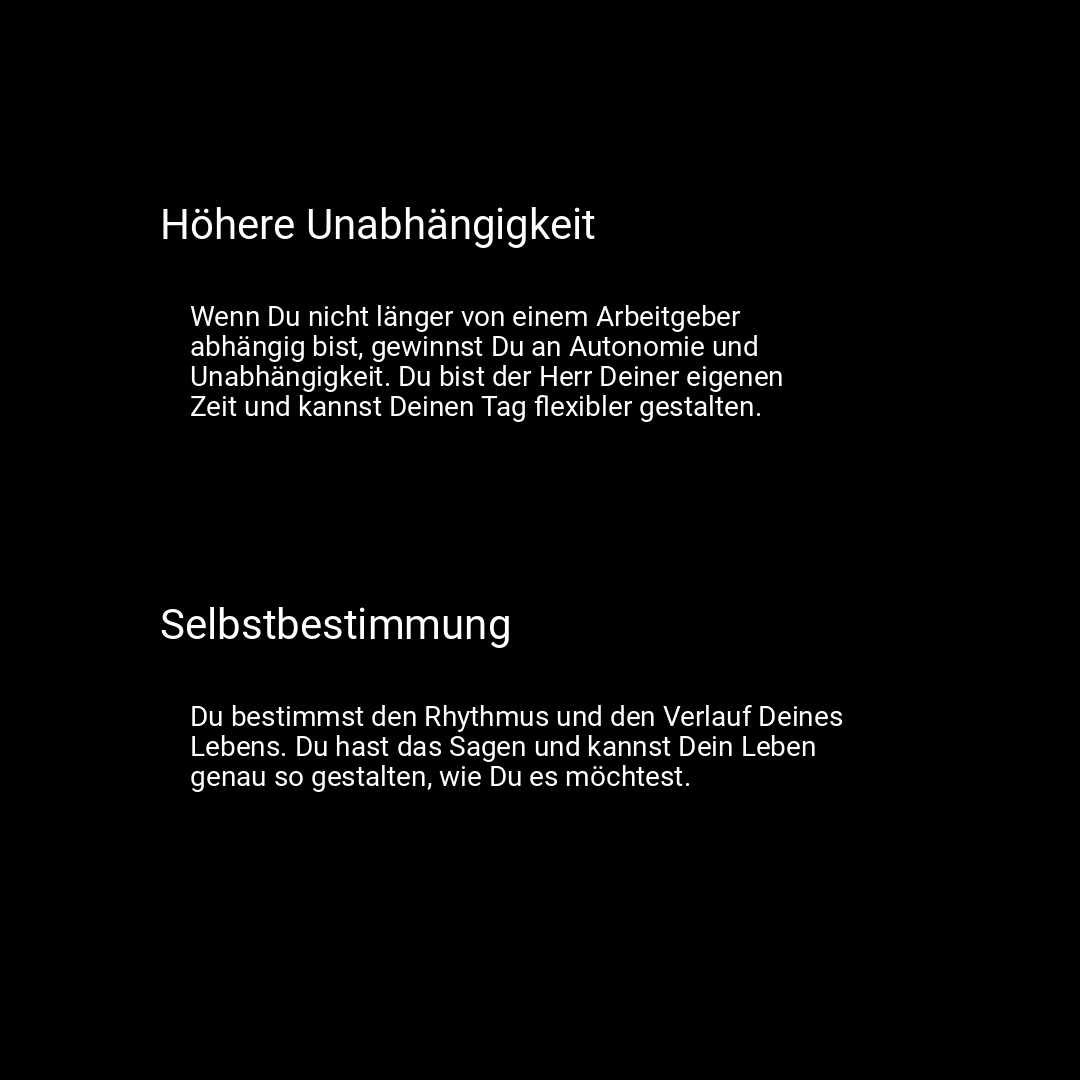 Höhere Unabhängigkeit
Wenn Du nicht länger von einem Arbeitgeber
abhängig bist, gewinnst Du an Autonomie und
Unabhängigkeit. Du bist der Herr Deiner eigenen
Zeit und kannst Deinen Tag flexibler gestalten.
Selbstbestimmung
Du bestimmst den Rhythmus und den Verlauf Deines
Lebens. Du hast das Sagen und kannst Dein Leben
genau so gestalten, wie Du es möchtest.